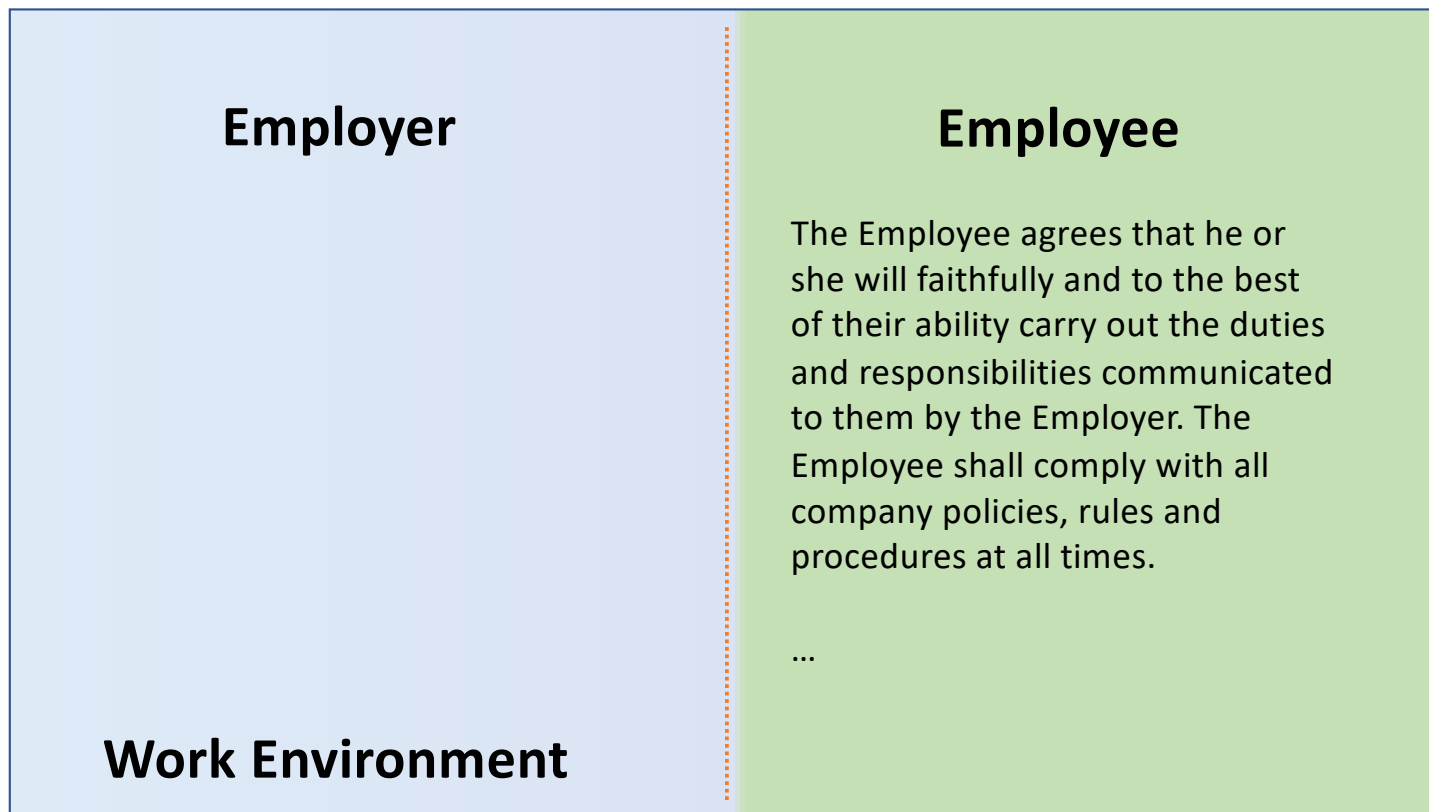 Employer
Work Environment
Employee
The Employee agrees that he or
she will faithfully and to the best
of their ability carry out the duties
and responsibilities communicated
to them by the Employer. The
Employee shall comply with all
company policies, rules and
procedures at all times.
…